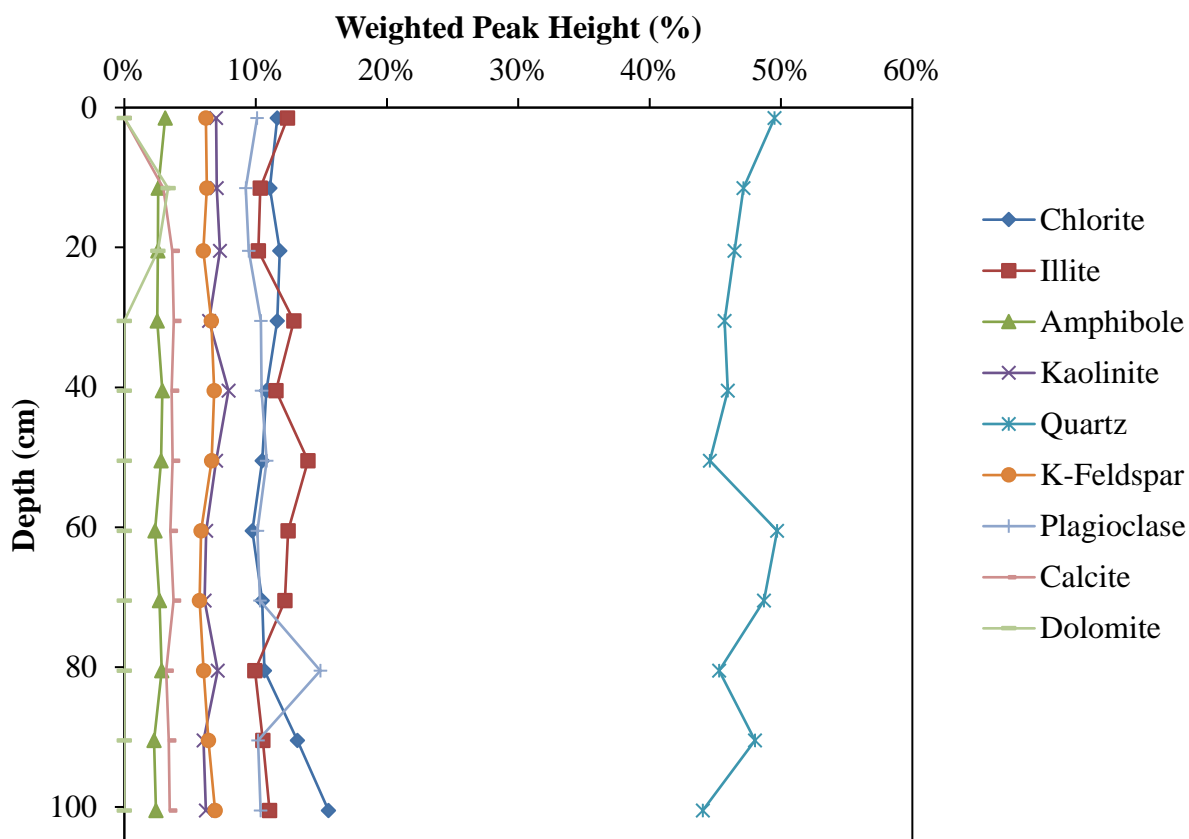 Weighted Peak Height (%)
0% 10% 20% 30% 40% 50% 60%
0
20
40
60
80
100
Depth (cm)
Chlorite
Illite
Amphibole
Kaolinite
Quartz
K-Feldspar
Plagioclase
Calcite
Dolomite